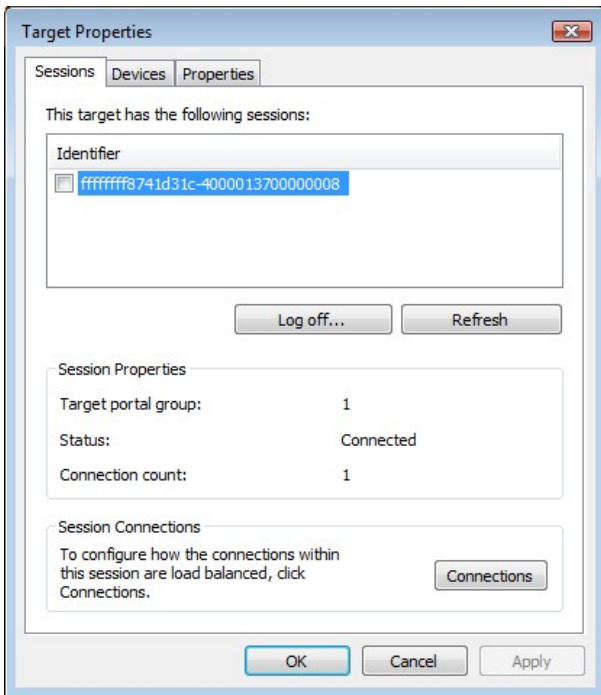 Target Properties
Sessions Devices Properties
This target has the following sessions:
Identifier
ffffffff8741d31c-4000013700000008
Log off... Refresh
Session Properties
Target portal group: 1
Status: Connected
Connection count: 1
Session Connections
To configure how the connections within
this session are load balanced, click
Connections.
Connections
OK Cancel Apply